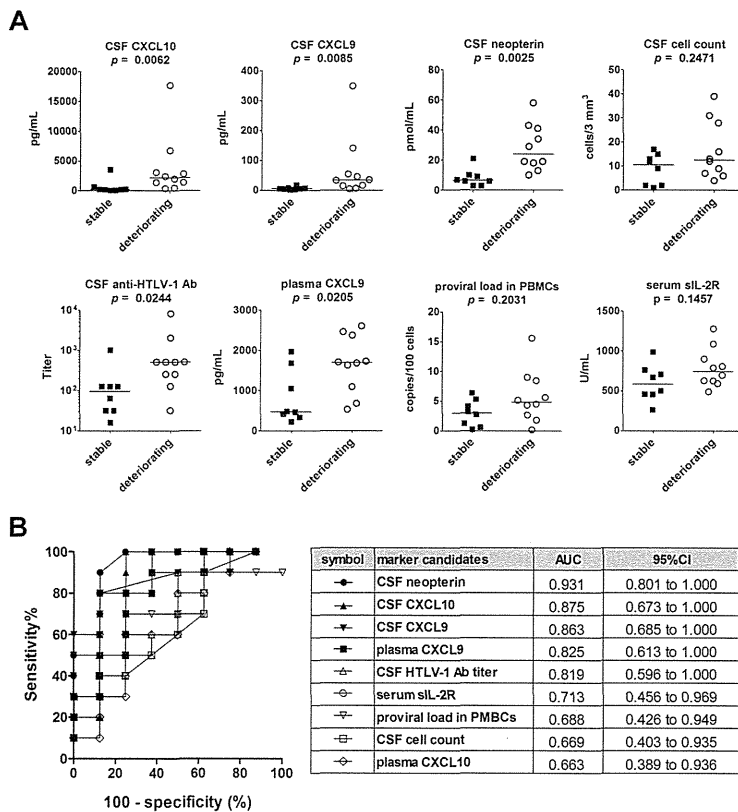 A
CSF CXCL10
p = 0.0062
pg/mL
20000
15000
10000
5000
0
stable
deteriorating
CSF CXCL9
p = 0.0085
pg/mL
400
300
200
100
0
stable
deteriorating
CSF neopterin
p = 0.0025
pmol/mL
80
60
40
20
0
stable
deteriorating
CSF cell count
p = 0.2471
cells/3 mm³
50
40
30
20
10
0
stable
deteriorating
CSF anti-HTLV-1 Ab
p = 0.0244
Titer
10⁴
10³
10²
10¹
stable
deteriorating
plasma CXCL9
p = 0.0205
pg/mL
3000
2000
1000
0
stable
deteriorating
proviral load in PBMCs
p = 0.2031
copies/100 cells
20
15
10
5
0
stable
deteriorating
serum sIL-2R
p = 0.1457
U/mL
1500
1000
500
0
stable
deteriorating
B
Sensitivity%
100
80
60
40
20
0
0 20 40 60 80 100
100 - specificity (%)
symbol marker candidates AUC 95%CI
CSF neopterin 0.931 0.801 to 1.000
CSF CXCL10 0.875 0.673 to 1.000
CSF CXCL9 0.863 0.685 to 1.000
plasma CXCL9 0.825 0.613 to 1.000
CSF HTLV-1 Ab titer 0.819 0.596 to 1.000
serum sIL-2R 0.713 0.456 to 0.969
proviral load in PMBCs 0.688 0.426 to 0.949
CSF cell count 0.669 0.403 to 0.935
plasma CXCL10 0.663 0.389 to 0.936